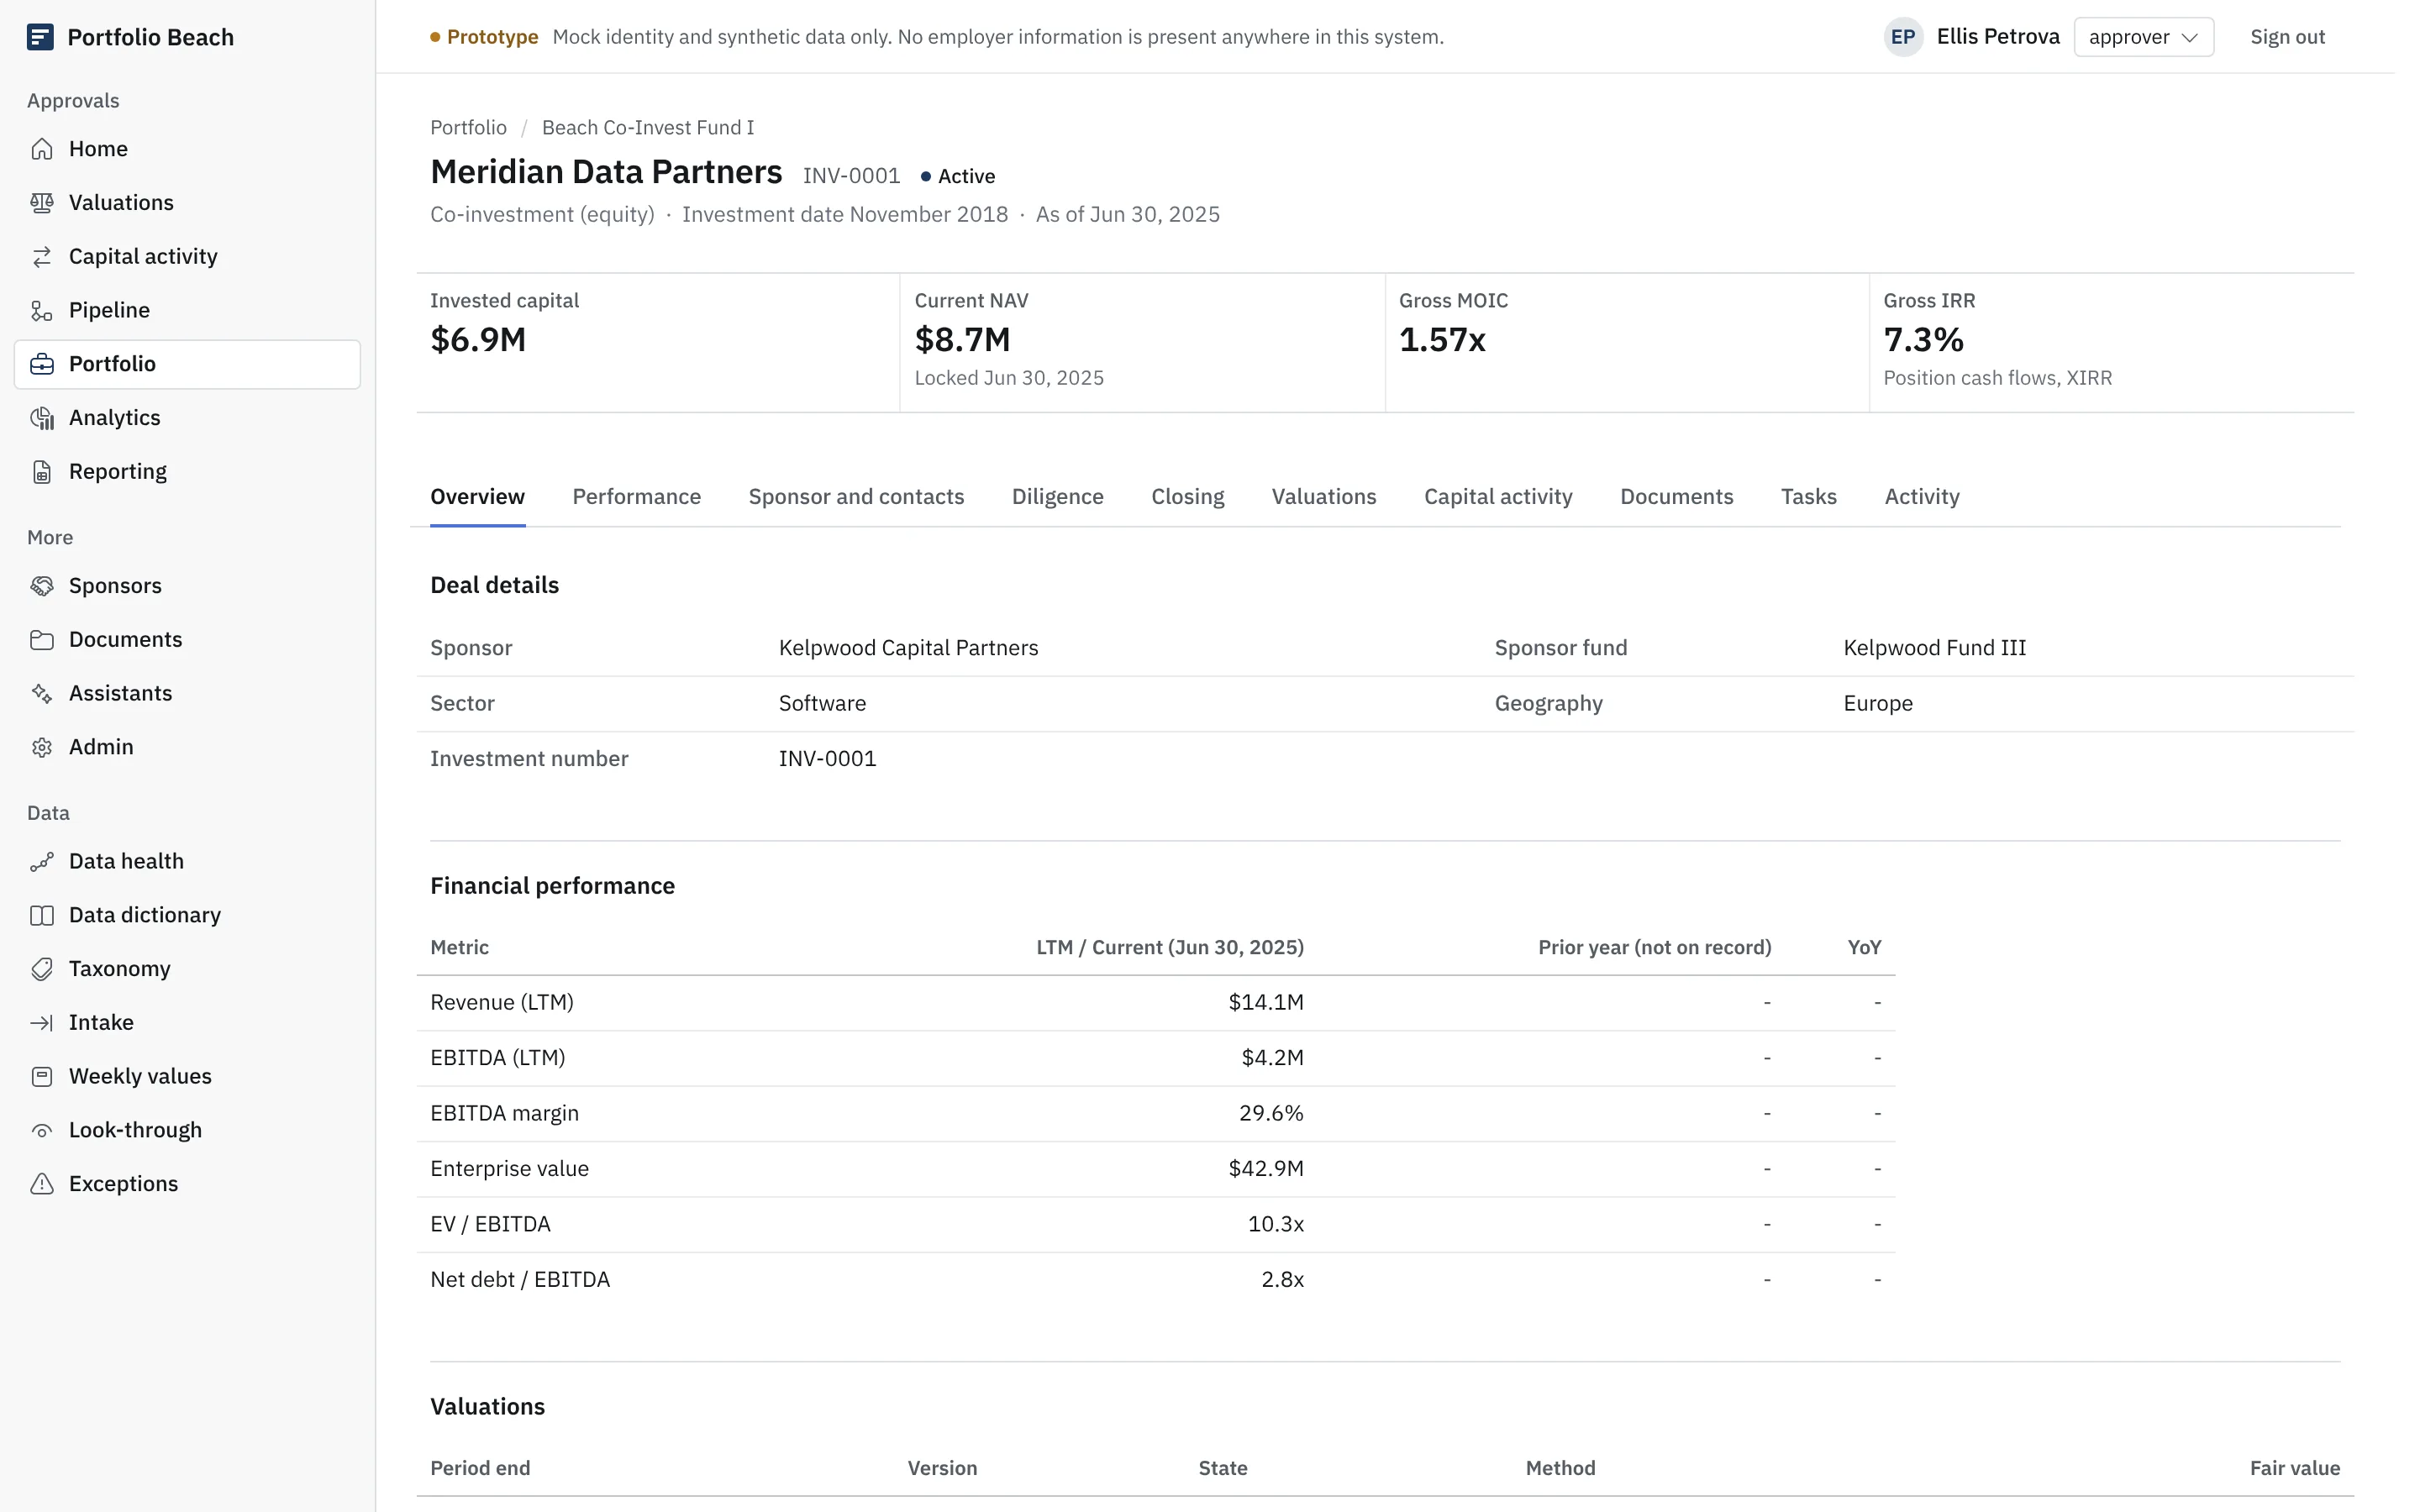 Portfolio Beach
Approvals
Home
Valuations
Capital activity
Pipeline
Portfolio
Analytics
Reporting
More
Sponsors
Documents
Assistants
Admin
Data
Data health
Data dictionary
Taxonomy
Intake
Weekly values
Look-through
Exceptions
Prototype Mock identity and synthetic data only. No employer information is present anywhere in this system.
EP Ellis Petrova approver Sign out
Portfolio / Beach Co-Invest Fund I
Meridian Data Partners INV-0001 Active
Co-investment (equity) · Investment date November 2018 · As of Jun 30, 2025
Invested capital
$6.9M
Current NAV
$8.7M
Locked Jun 30, 2025
Gross MOIC
1.57x
Gross IRR
7.3%
Position cash flows, XIRR
Overview Performance Sponsor and contacts Diligence Closing Valuations Capital activity Documents Tasks Activity
Deal details
Sponsor Kelpwood Capital Partners Sponsor fund Kelpwood Fund III
Sector Software Geography Europe
Investment number INV-0001
Financial performance
Metric LTM / Current (Jun 30, 2025) Prior year (not on record) YoY
Revenue (LTM) $14.1M - -
EBITDA (LTM) $4.2M - -
EBITDA margin 29.6% - -
Enterprise value $42.9M - -
EV / EBITDA 10.3x - -
Net debt / EBITDA 2.8x - -
Valuations
Period end Version State Method Fair value